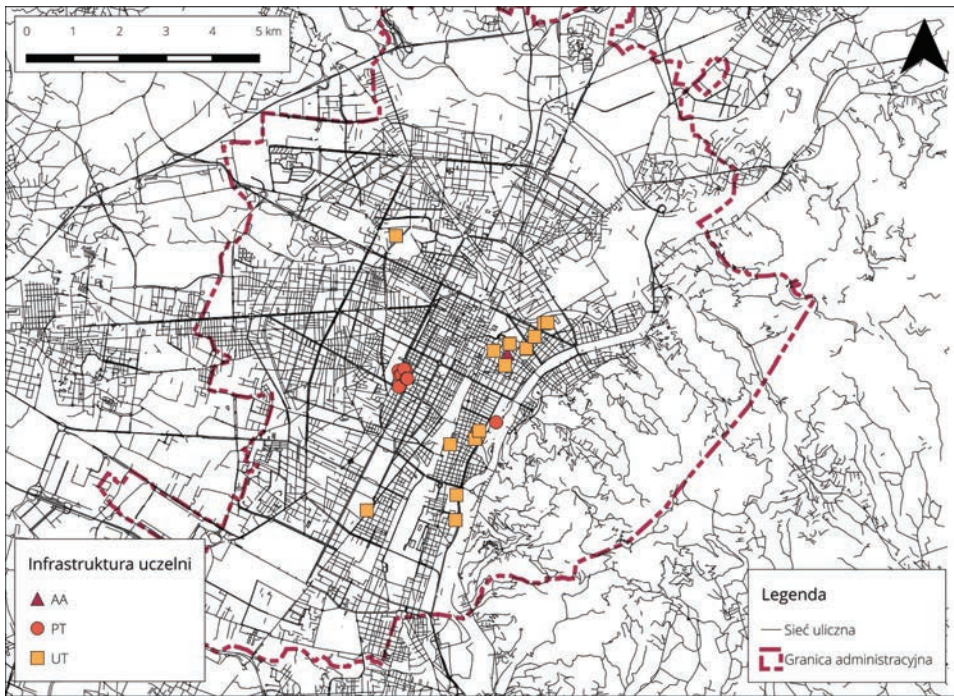 0 1 2 3 4 5 km
Infrastruktura uczelni
AA
PT
UT
Legenda
Sieć uliczna
Granica administracyjna